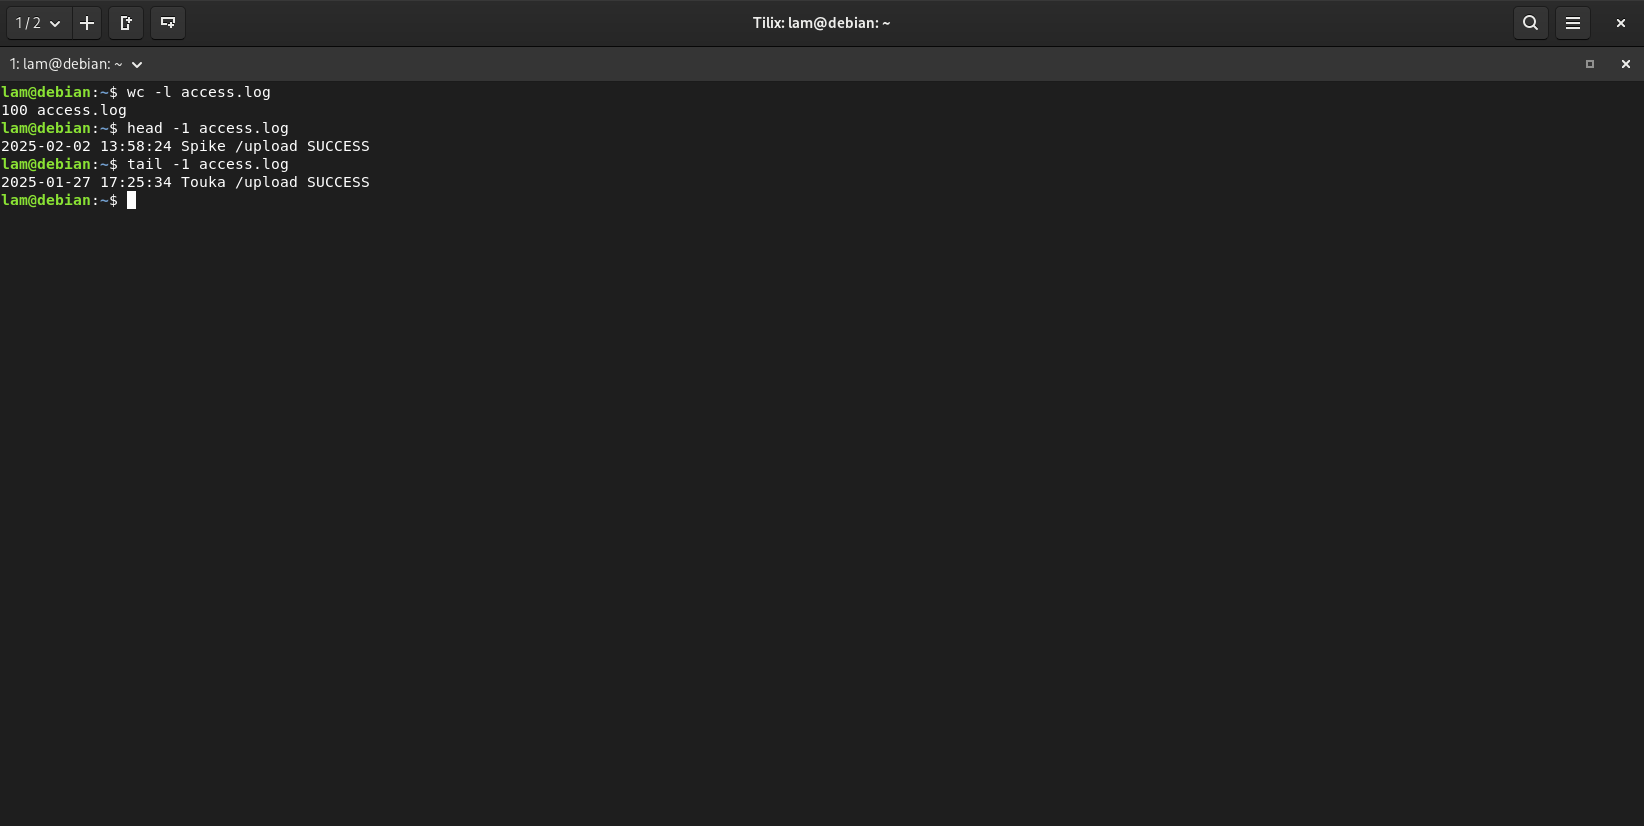 1 / 2
Tilix: lam@debian: ~
1: lam@debian: ~
lam@debian:~$ wc -l access.log
100 access.log
lam@debian:~$ head -1 access.log
2025-02-02 13:58:24 Spike /upload SUCCESS
lam@debian:~$ tail -1 access.log
2025-01-27 17:25:34 Touka /upload SUCCESS
lam@debian:~$